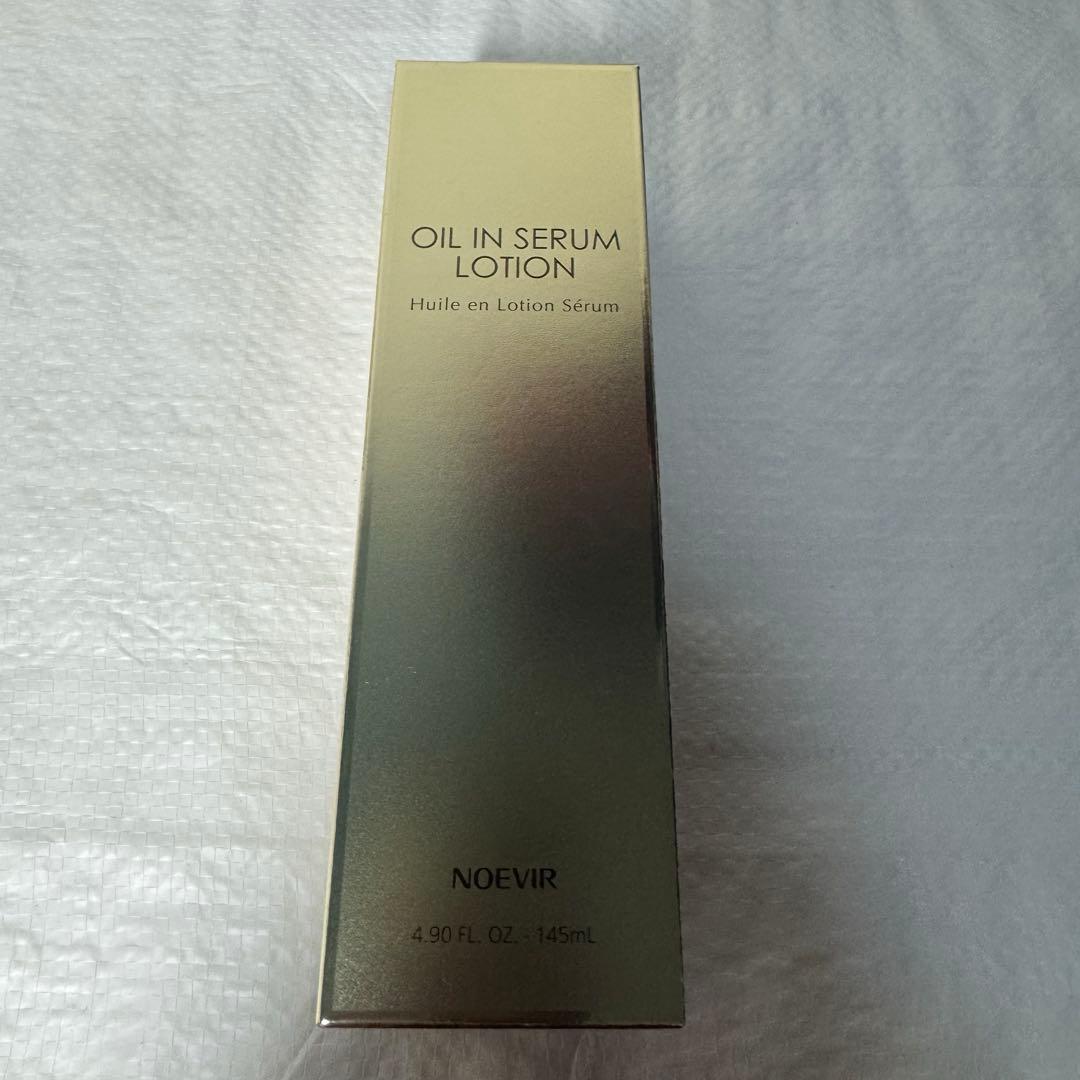 OIL IN SERUM
LOTION
Huile en Lotion Sérum
NOEVIR
4.90 FL. OZ. - 145mL